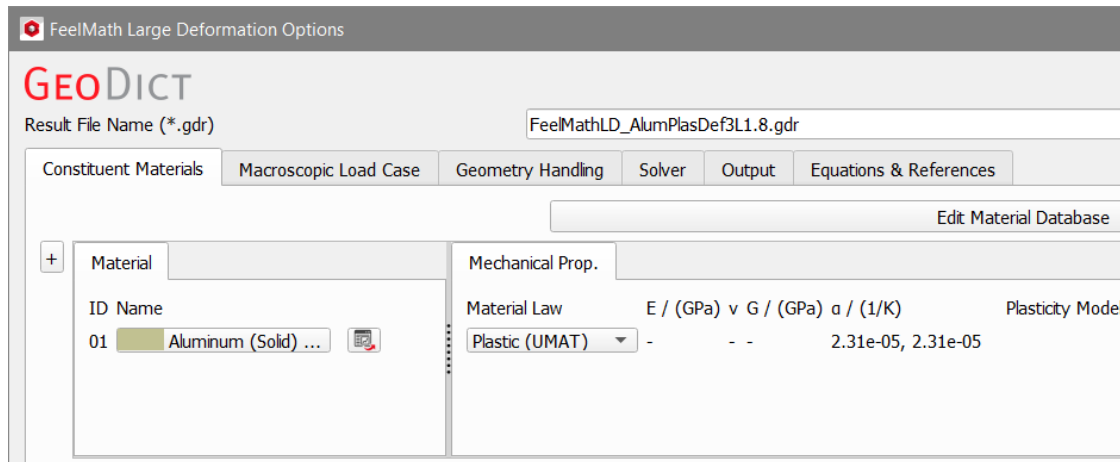 FeelMath Large Deformation Options
GEODICT
Result File Name (*.gdr) FeelMathLD_AlumPlasDef3L1.8.gdr
Constituent Materials Macroscopic Load Case Geometry Handling Solver Output Equations & References
Edit Material Database
+ Material Mechanical Prop.
ID Name Material Law E / (GPa) ν G / (GPa) α / (1/K) Plasticity Model
01 Aluminum (Solid) ... Plastic (UMAT) - - - 2.31e-05, 2.31e-05